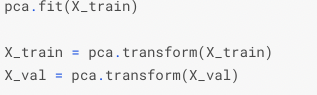 pca.fit(X_train)
X_train = pca.transform(X_train)
X_val = pca.transform(X_val)